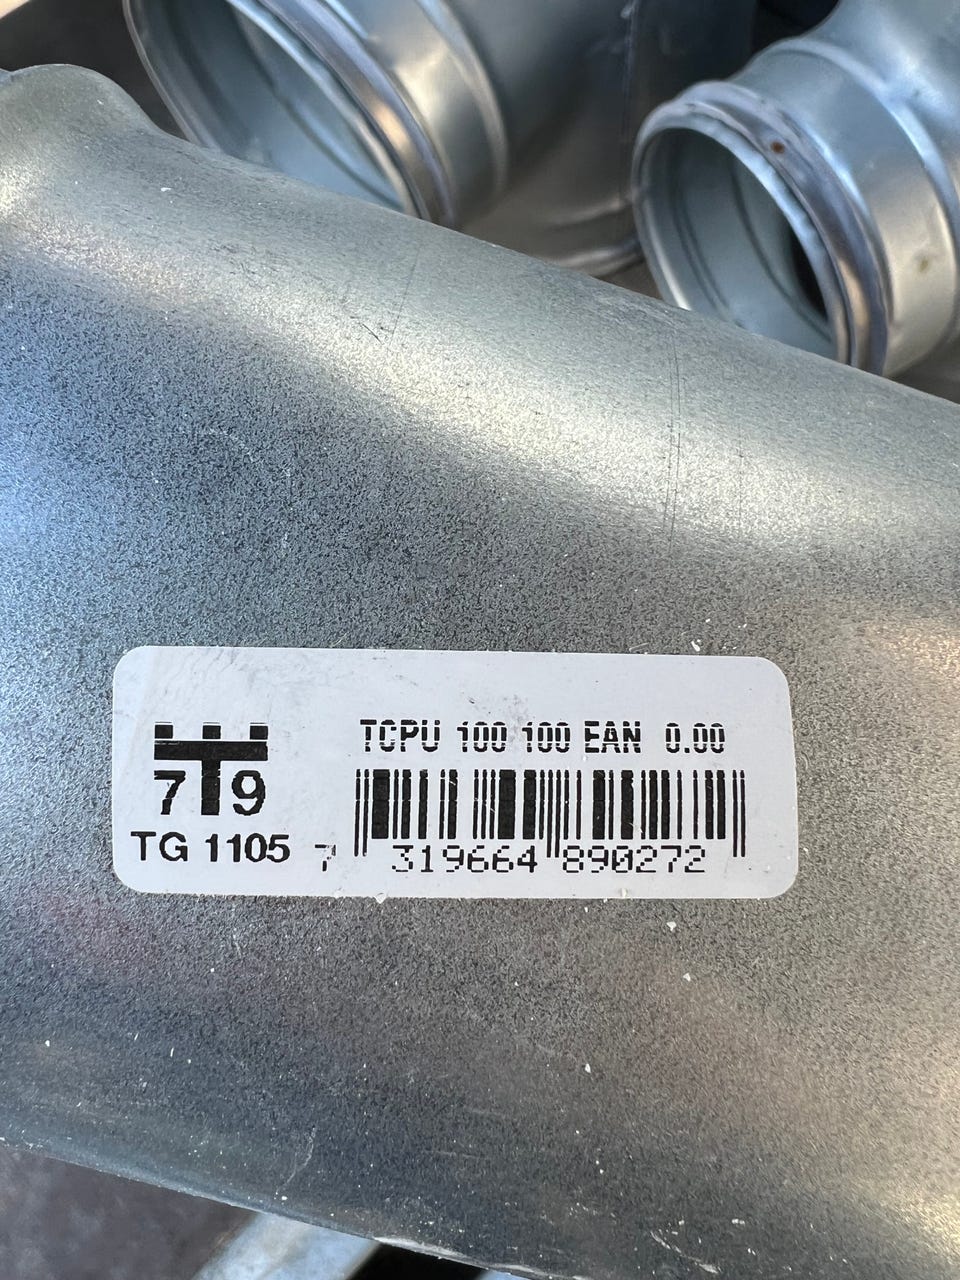 TCPU 100 100 EAN 0.00
7 9
TG 1105
7 319664 890272